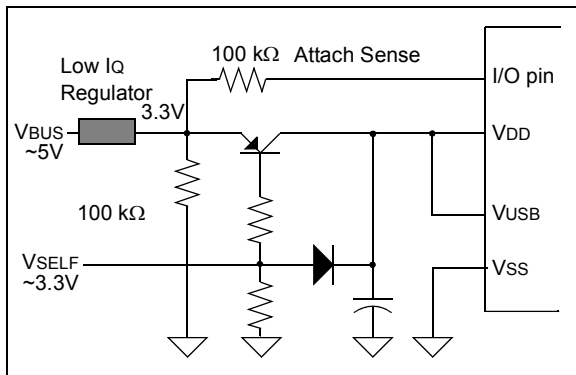 100 kΩ Attach Sense
I/O pin
Low IQ
Regulator
3.3V
VBUS
~5V
VDD
100 kΩ
VUSB
VSELF
~3.3V
VSS